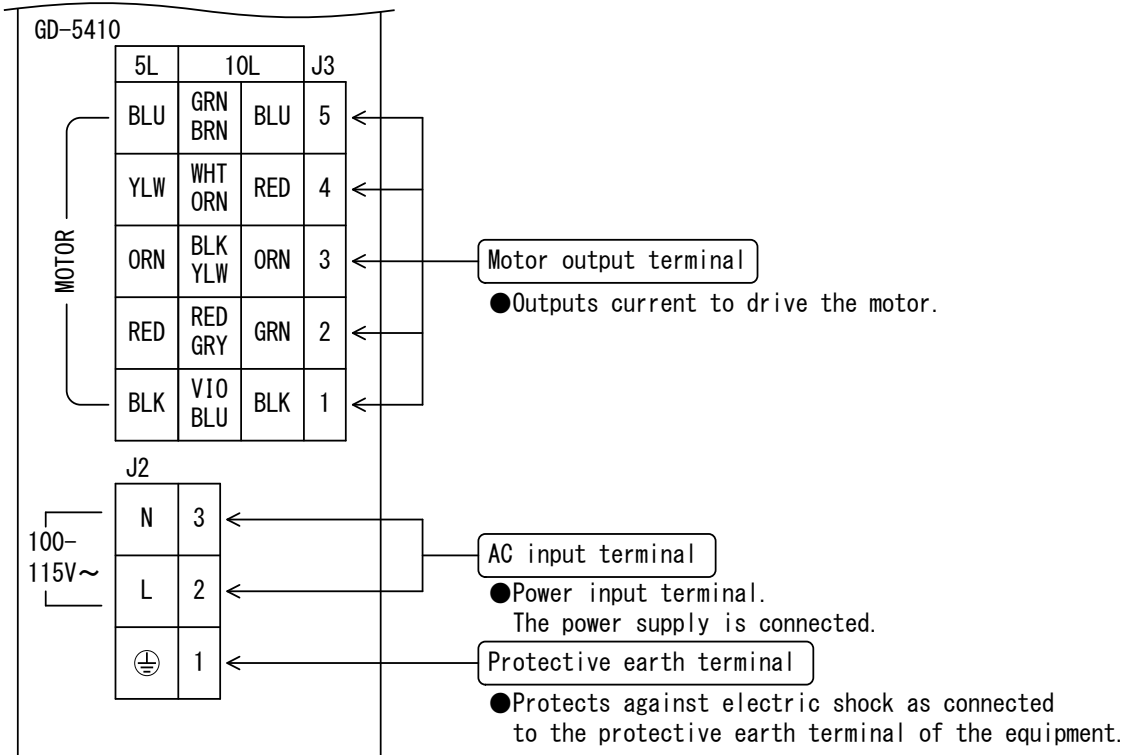 GD-5410
5L 10L J3
BLU GRN BRN BLU 5
YLW WHT ORN RED 4
ORN BLK YLW ORN 3
RED RED GRY GRN 2
BLK VIO BLU BLK 1
MOTOR
Motor output terminal
●Outputs current to drive the motor.
J2
N 3
L 2
1
100-
115V～
AC input terminal
●Power input terminal.
The power supply is connected.
Protective earth terminal
●Protects against electric shock as connected
to the protective earth terminal of the equipment.